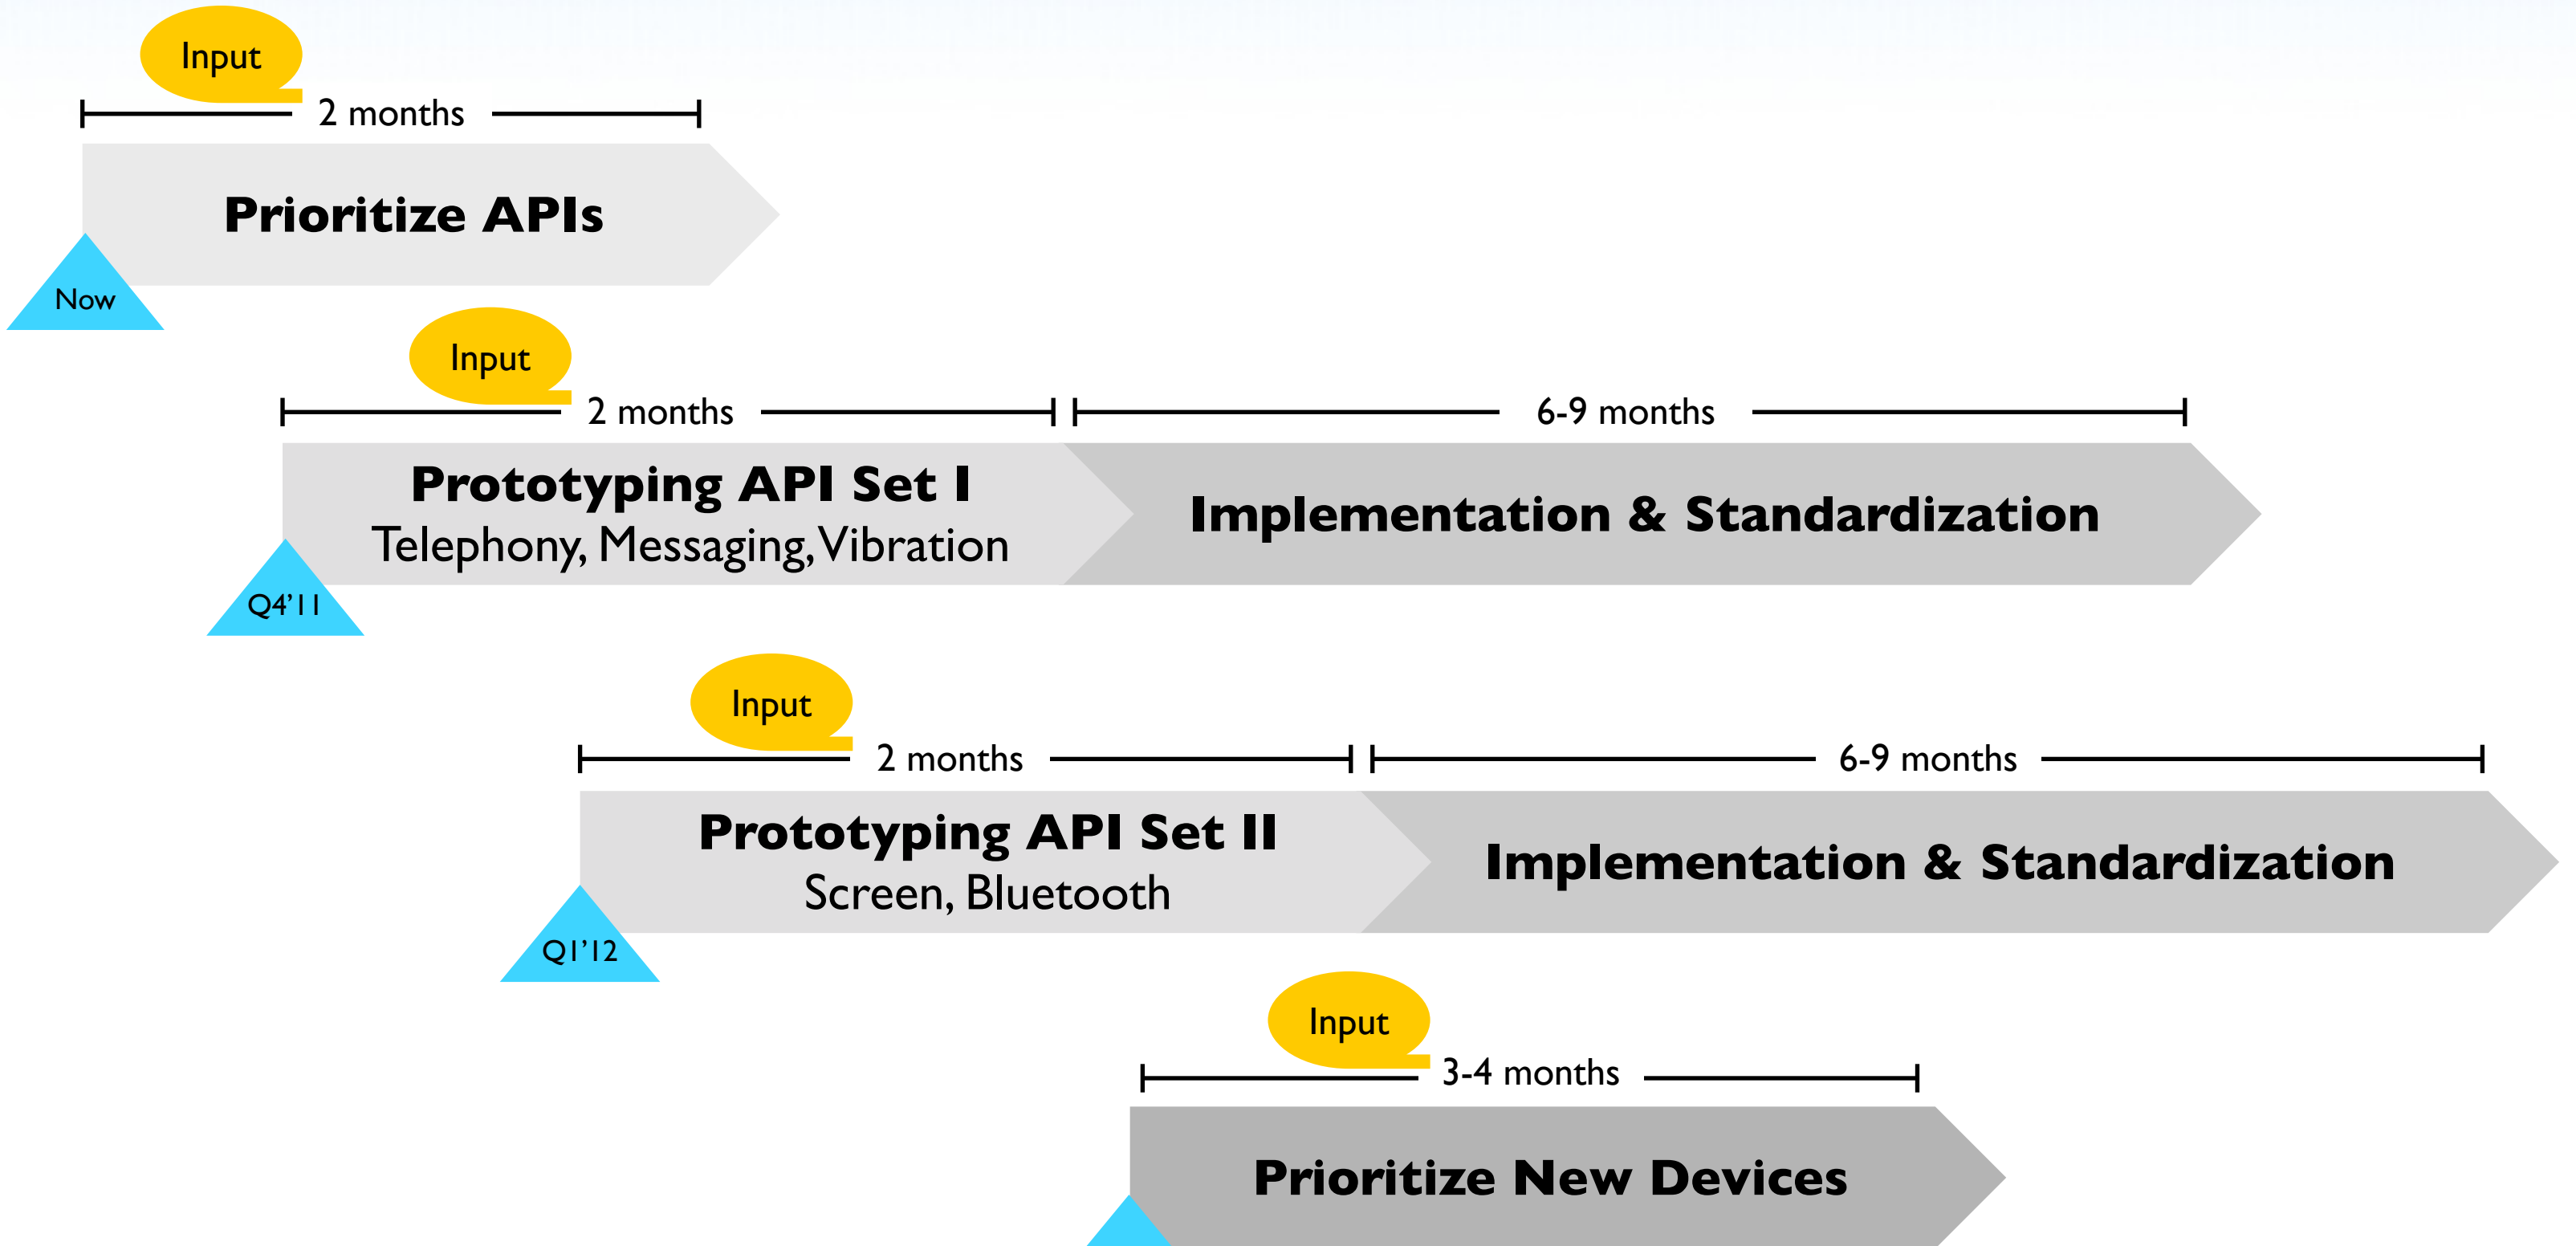 Input
2 months
Prioritize APIs
Now
Input
2 months
6-9 months
Prototyping API Set I
Telephony, Messaging, Vibration
Implementation & Standardization
Q4’11
Input
2 months
6-9 months
Prototyping API Set II
Screen, Bluetooth
Implementation & Standardization
Q1’12
Input
3-4 months
Prioritize New Devices